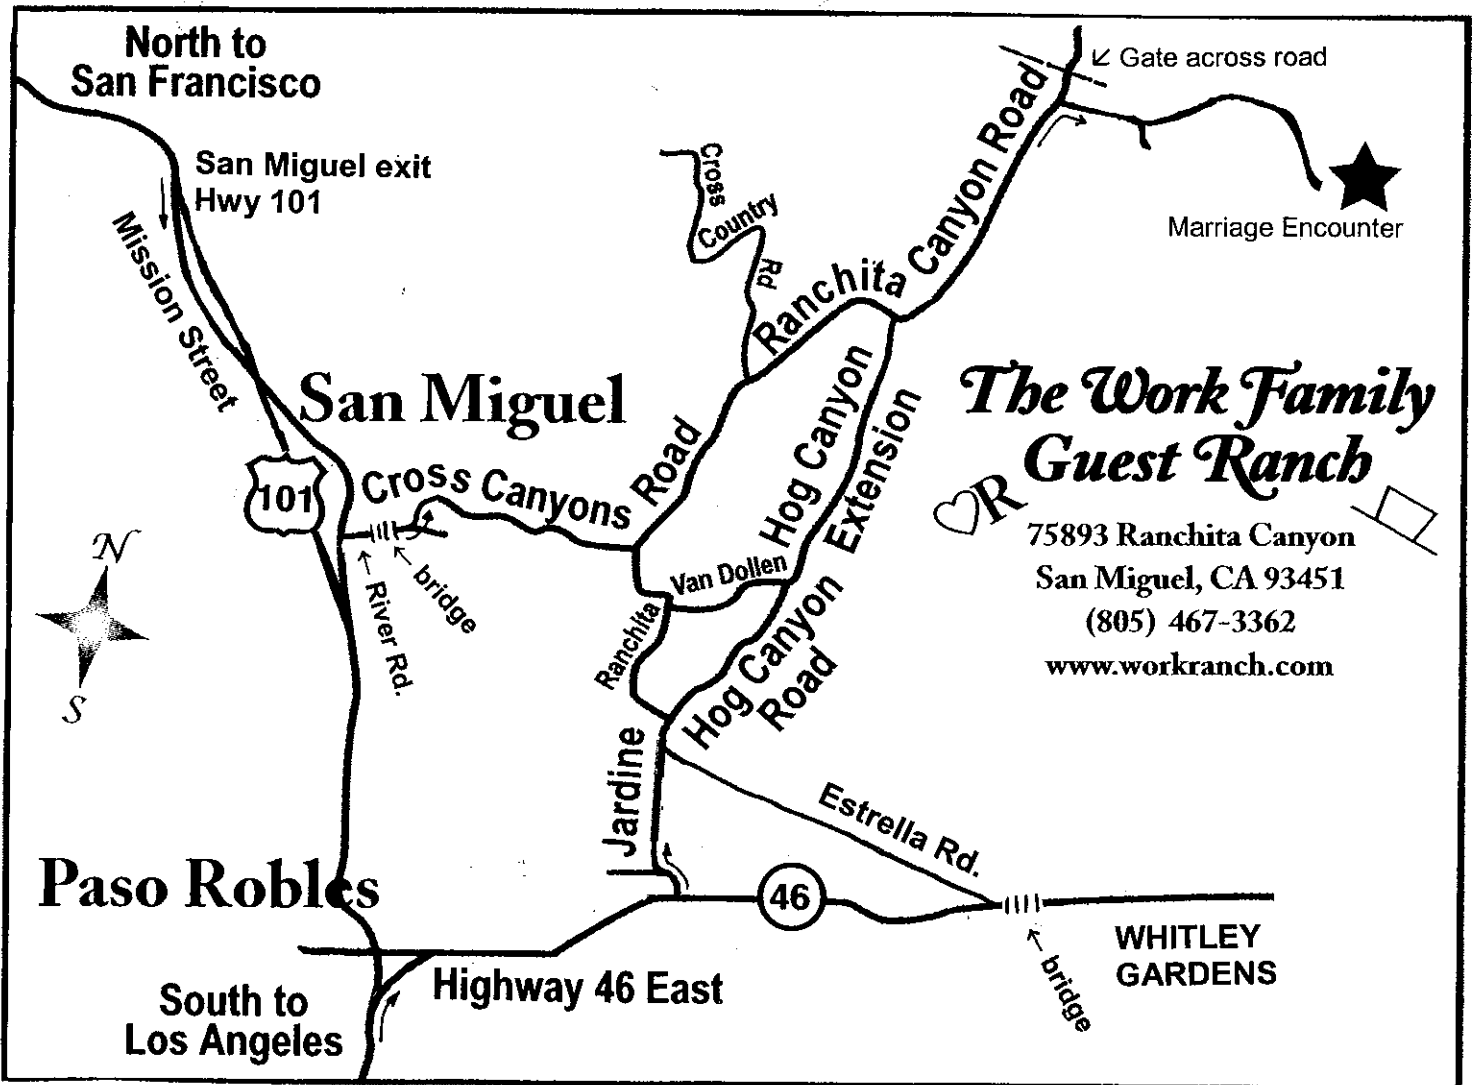 North to
San Francisco
San Miguel exit
Hwy 101
Mission Street
Cross
Country
Rd
Ranchita Canyon Road
Gate across road
Marriage Encounter
San Miguel
101
Cross Canyons
Road
Hog Canyon
EXTENSION
The Work Family
Guest Ranch
R
75893 Ranchita Canyon
San Miguel, CA 93451
(805) 467-3362
www.workranch.com
N
S
River Rd.
bridge
Van Dollen
Ranchita
Hog Canyon
Road
Jardine
Estrella Rd.
Paso Robles
46
WHITLEY
GARDENS
bridge
Highway 46 East
South to
Los Angeles